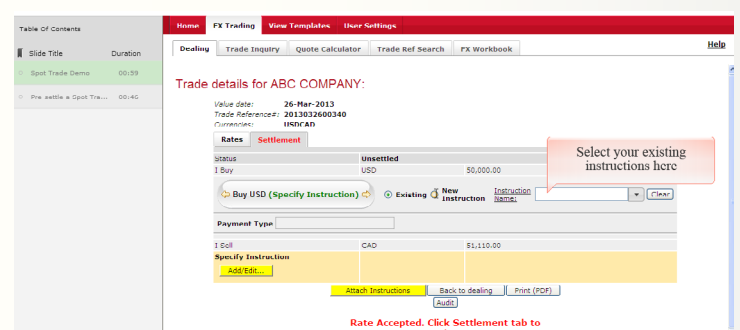 Table Of Contents
Home FX Trading View Templates User Settings
Slide Title Duration
Dealing Trade Inquiry Quote Calculator Trade Ref Search FX Workbook Help
Spot Trade Demo 00:59
Pre settle a Spot Tra... 00:46
Trade details for ABC COMPANY:
Value date: 26-Mar-2013
Trade Reference#: 2013032600340
Currencies: USDCAD
Rates Settlement
Status Unsettled
I Buy USD 50,000.00
Select your existing
instructions here
Buy USD (Specify Instruction) Existing New Instruction Instruction Name: Clear
Payment Type
I Sell CAD 51,110.00
Specify Instruction
Add/Edit...
Attach Instructions Back to dealing Print (PDF)
Audit
Rate Accepted. Click Settlement tab to